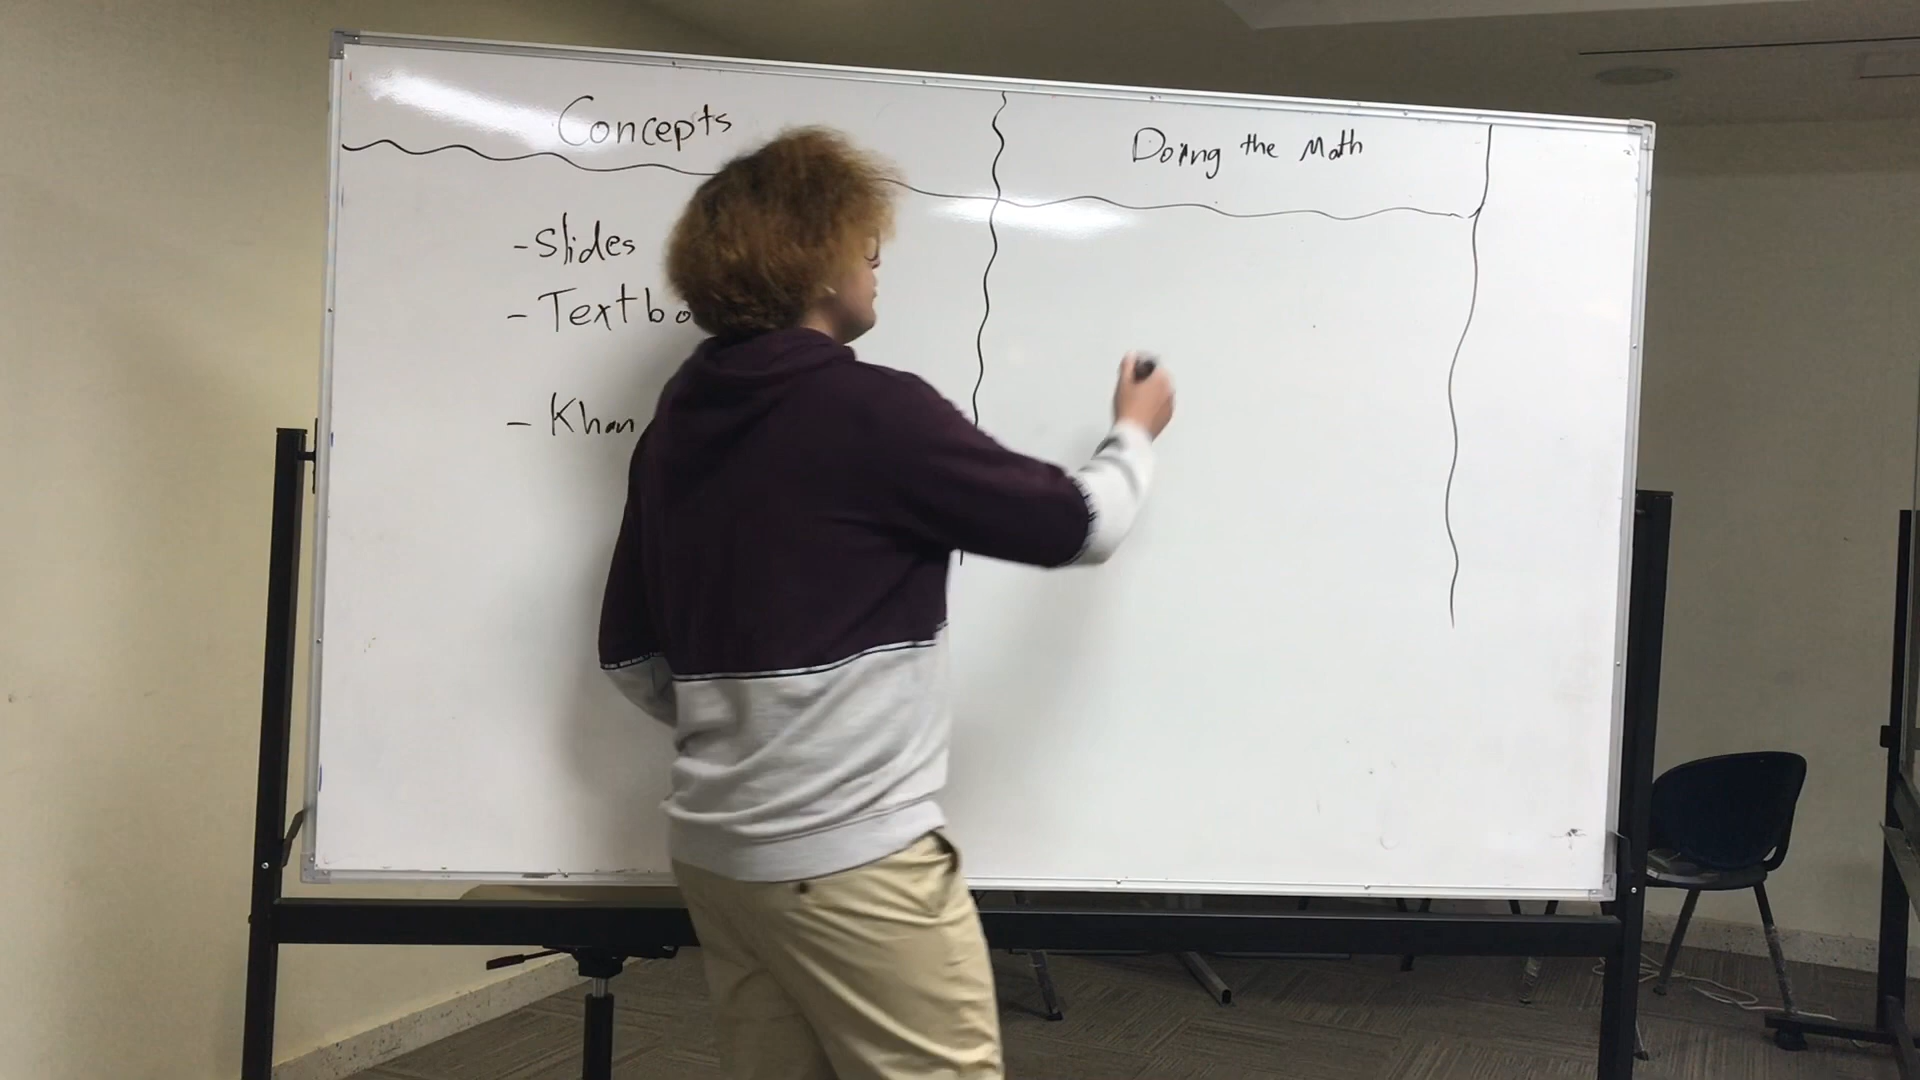 Concepts
Doing the Math
- Slides
- Textbo
- Khan